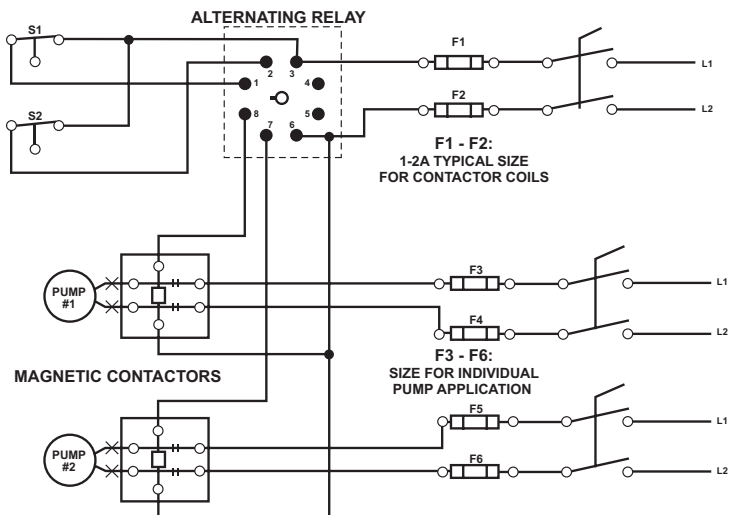 ALTERNATING RELAY
S1
F1
2
3
L1
1
4
S2
F2
L2
8
5
7
6
F1 - F2:
1-2A TYPICAL SIZE
FOR CONTACTOR COILS
PUMP
#1
F3
L1
F4
L2
F3 - F6:
SIZE FOR INDIVIDUAL
PUMP APPLICATION
MAGNETIC CONTACTORS
F5
L1
PUMP
#2
F6
L2